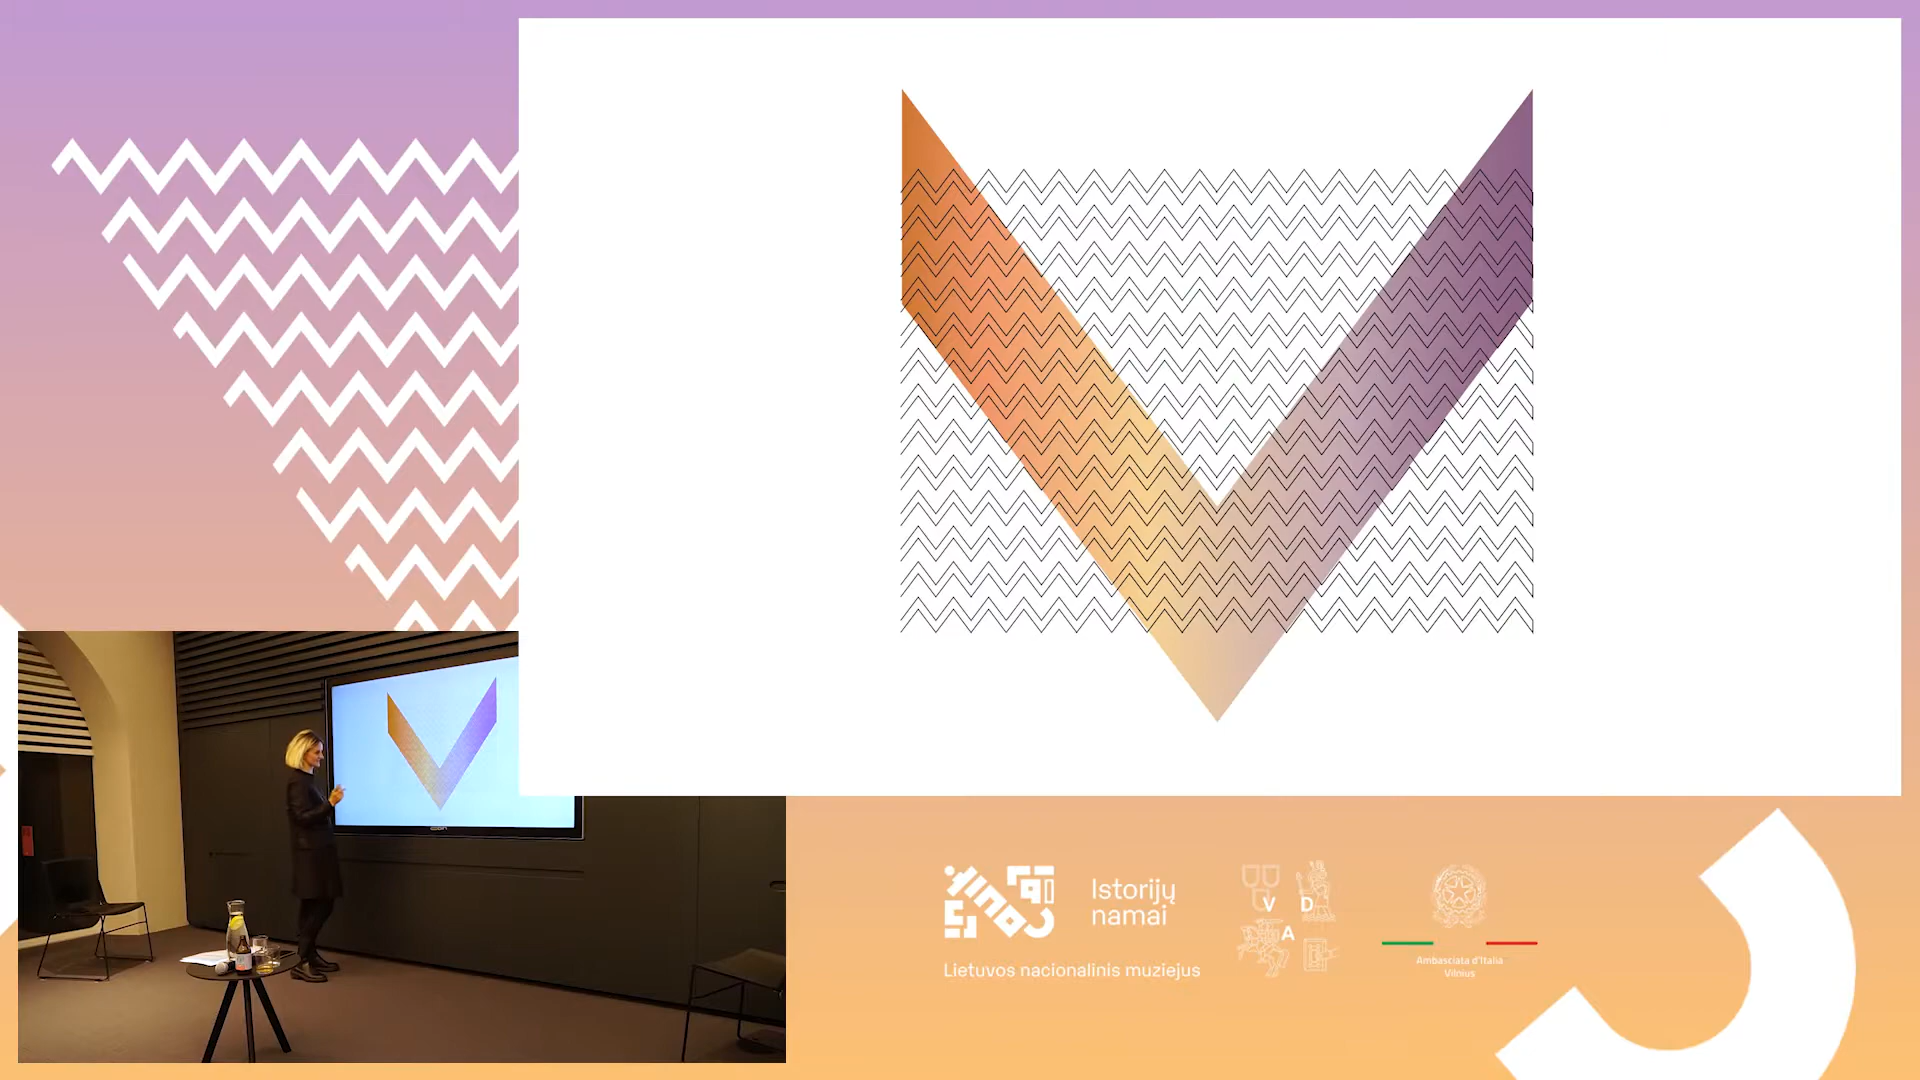 Istorijų
namai
Lietuvos nacionalinis muziejus
V D
A
Ambasciata d'Italia
Vilnius